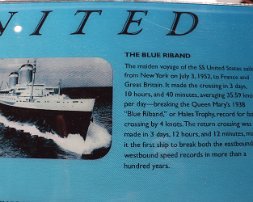 NITED
THE BLUE RIBAND
The maiden voyage of the SS United States
from New York on July 3, 1952, to France and
Great Britain. It made the crossing in 3 days,
10 hours, and 40 minutes, averaging 35.59
per day—breaking the Queen Mary's 1938
"Blue Riband," or Hales Trophy, record for
crossing by 4 knots. The return crossing was
made in 3 days, 12 hours, and 12 minutes,
it the first ship to break both the eastbound
westbound speed records in more than a
hundred years.